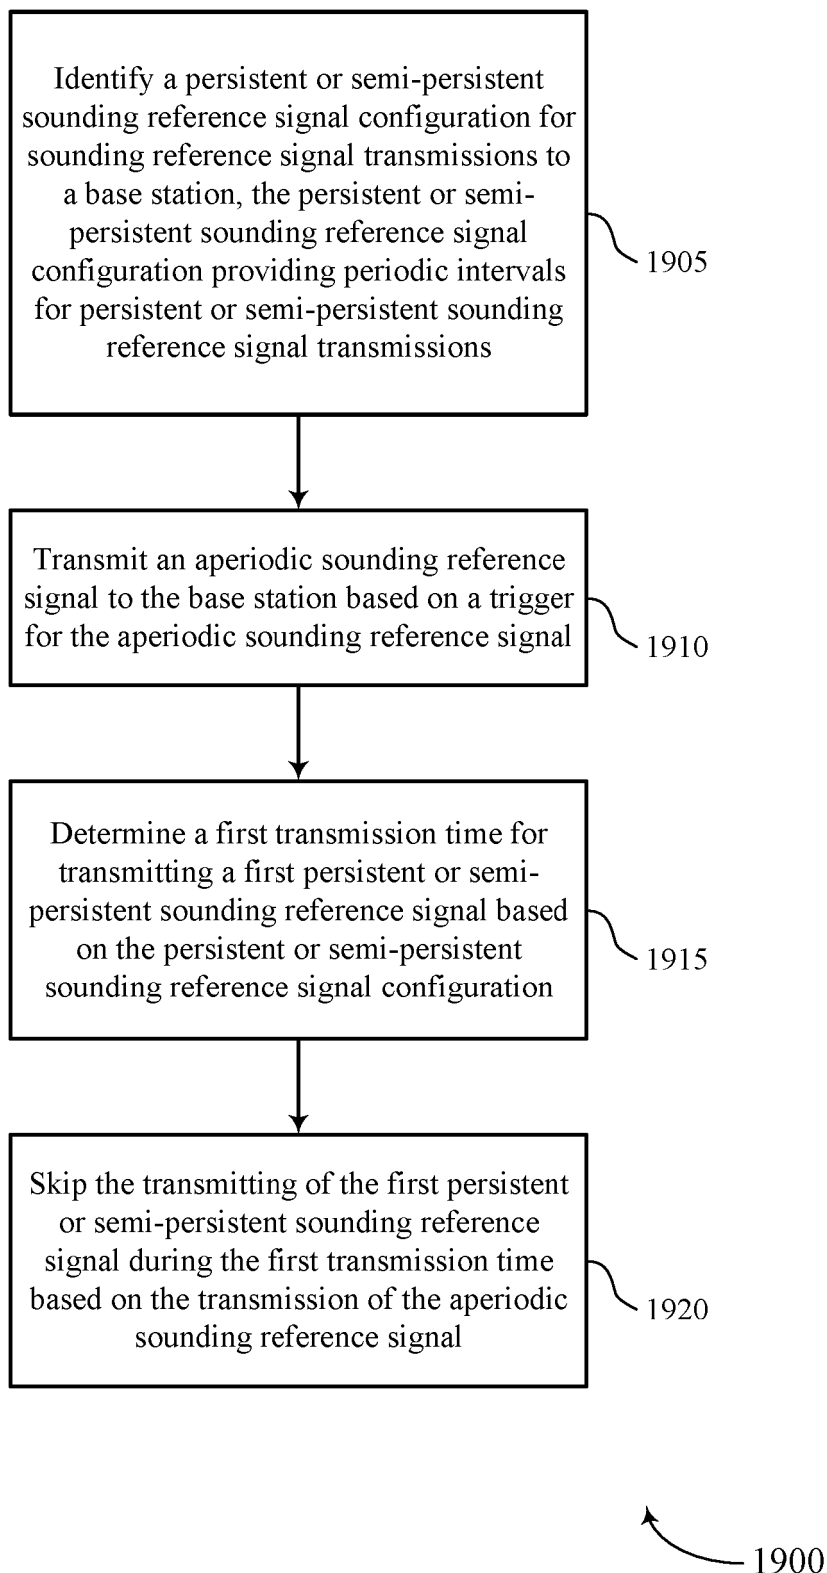 Identify a persistent or semi-persistent
sounding reference signal configuration for
sounding reference signal transmissions to
a base station, the persistent or semi-
persistent sounding reference signal
configuration providing periodic intervals
for persistent or semi-persistent sounding
reference signal transmissions
1905
Transmit an aperiodic sounding reference
signal to the base station based on a trigger
for the aperiodic sounding reference signal
1910
Determine a first transmission time for
transmitting a first persistent or semi-
persistent sounding reference signal based
on the persistent or semi-persistent
sounding reference signal configuration
1915
Skip the transmitting of the first persistent
or semi-persistent sounding reference
signal during the first transmission time
based on the transmission of the aperiodic
sounding reference signal
1920
1900